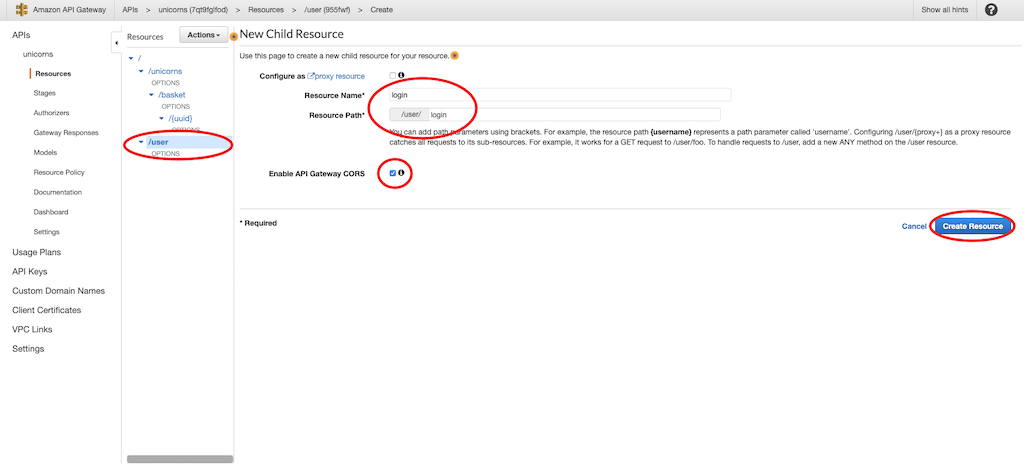 Amazon API Gateway APIs > unicorns (7qt9fglfod) > Resources > /user (955fwf) > Create Show all hints ?
APIs
unicorns
Resources
Stages
Authorizers
Gateway Responses
Models
Resource Policy
Documentation
Dashboard
Settings
Usage Plans
API Keys
Custom Domain Names
Client Certificates
VPC Links
Settings
Resources Actions
/
/unicorns
OPTIONS
/basket
OPTIONS
/{uuid}
OPTIONS
/user
OPTIONS
New Child Resource
Use this page to create a new child resource for your resource.
Configure as proxy resource
Resource Name* login
Resource Path* /user/ login
You can add path parameters using brackets. For example, the resource path {username} represents a path parameter called 'username'. Configuring /user/{proxy+} as a proxy resource
catches all requests to its sub-resources. For example, it works for a GET request to /user/foo. To handle requests to /user, add a new ANY method on the /user resource.
Enable API Gateway CORS
* Required
Cancel Create Resource